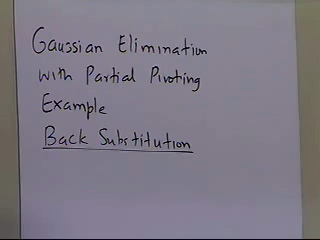 Gaussian Elimination
with Partial Pivoting
Example
Back Substitution